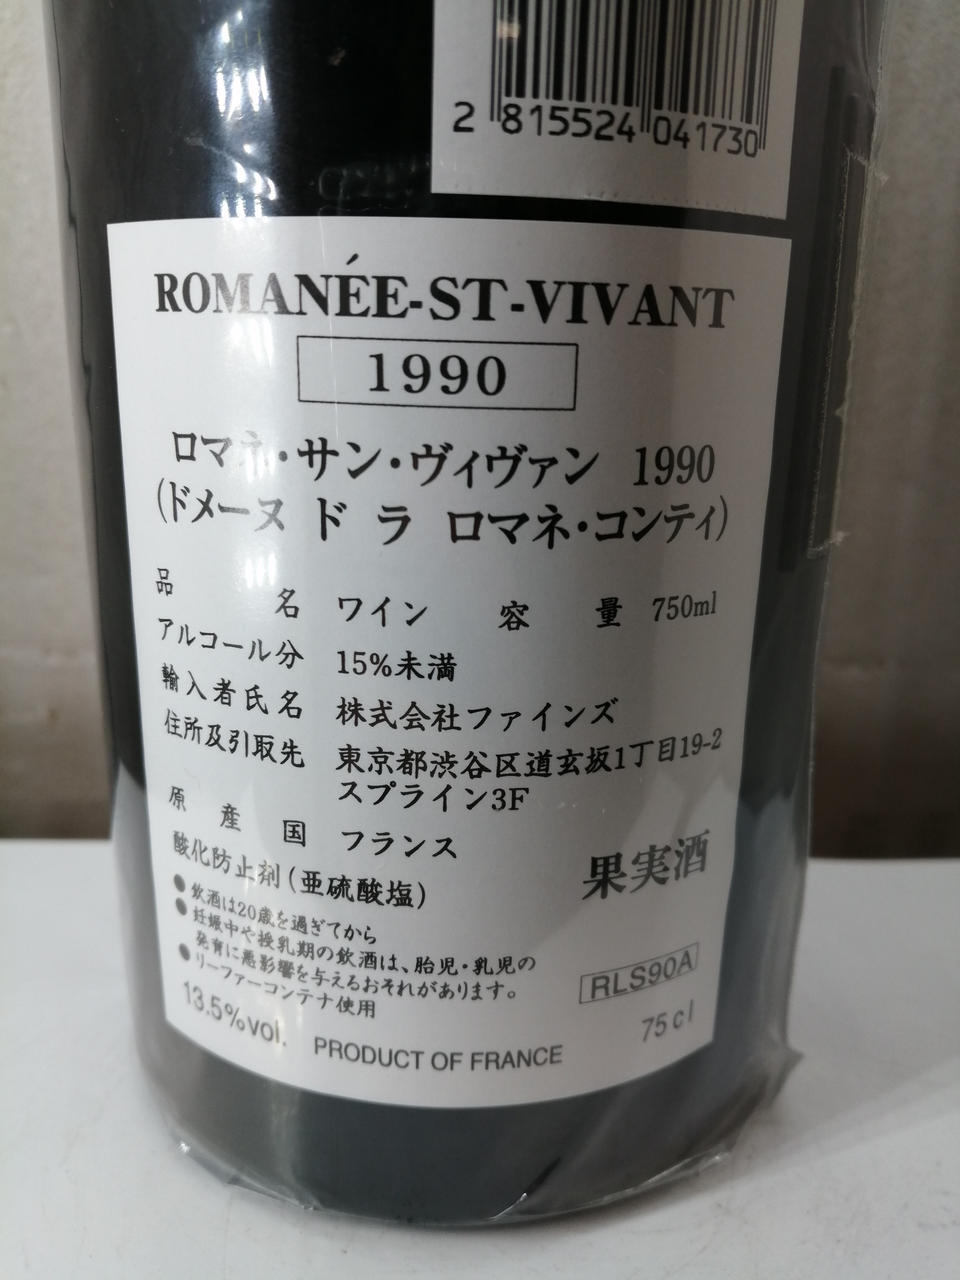 2 815524 041730
ROMANÉE-ST-VIVANT
1990
ロマネ・サン・ヴィヴァン 1990
(ドメーヌ ド ラ ロマネ・コンティ)
品 名 ワイン 容 量 750ml
アルコール分 15%未満
輸入者氏名 株式会社ファインズ
住所及引取先 東京都渋谷区道玄坂1丁目19-2
スプライン3F
原産国 フランス
酸化防止剤(亜硫酸塩) 果実酒
●飲酒は20歳を過ぎてから
●妊娠中や授乳期の飲酒は、胎児・乳児の
発育に悪影響を与えるおそれがあります。
●リーファーコンテナ使用 RLS90A
13.5%vol. PRODUCT OF FRANCE 75cl